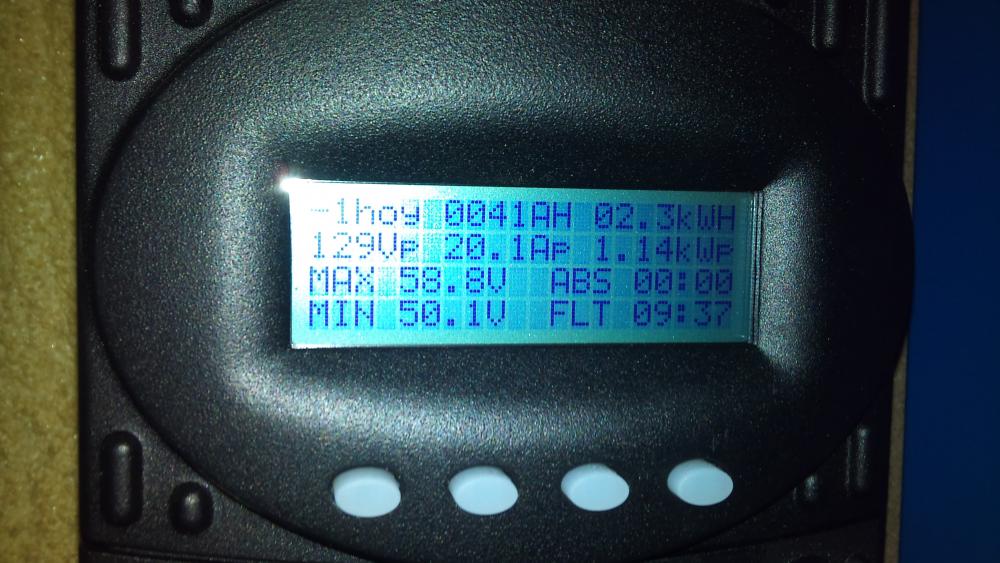 -1hoy 0041AH 02.3kWH
129Vp 20.1Ap 1.14kWp
MAX 58.8V ABS 00:00
MIN 50.1V FLT 09:37